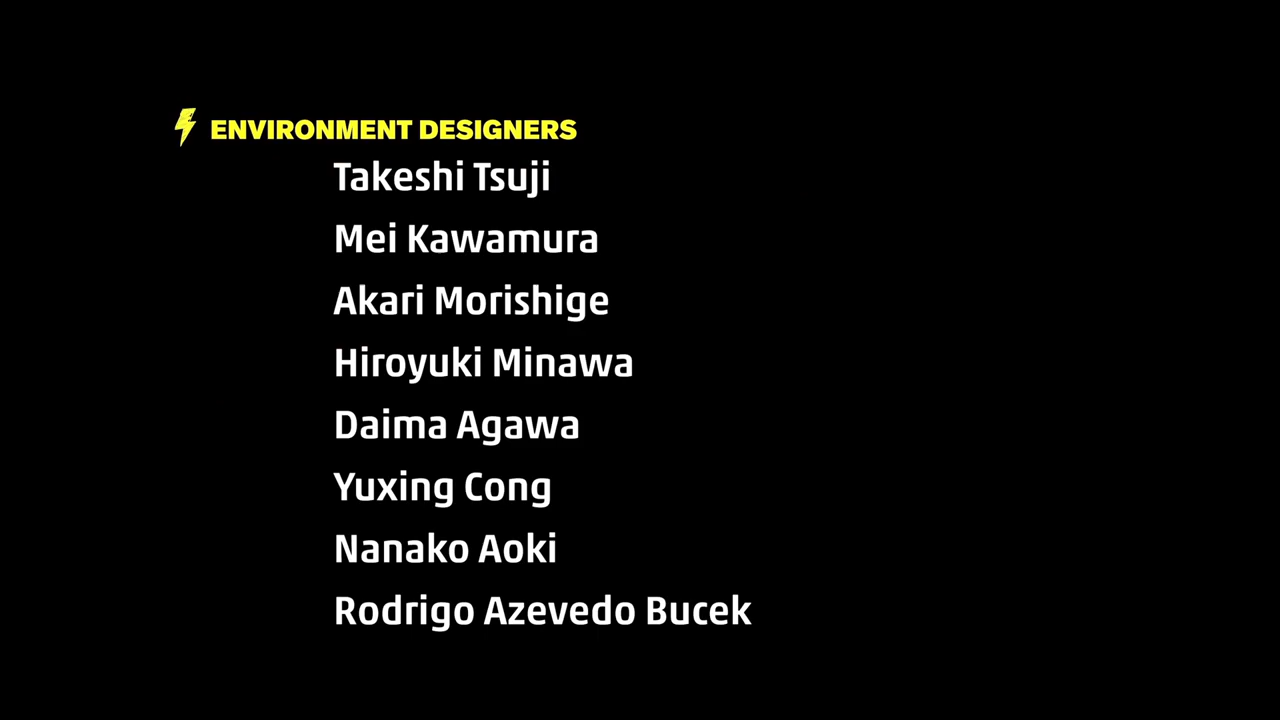 ENVIRONMENT DESIGNERS
Takeshi Tsuji
Mei Kawamura
Akari Morishige
Hiroyuki Minawa
Daima Agawa
Yuxing Cong
Nanako Aoki
Rodrigo Azevedo Bucek